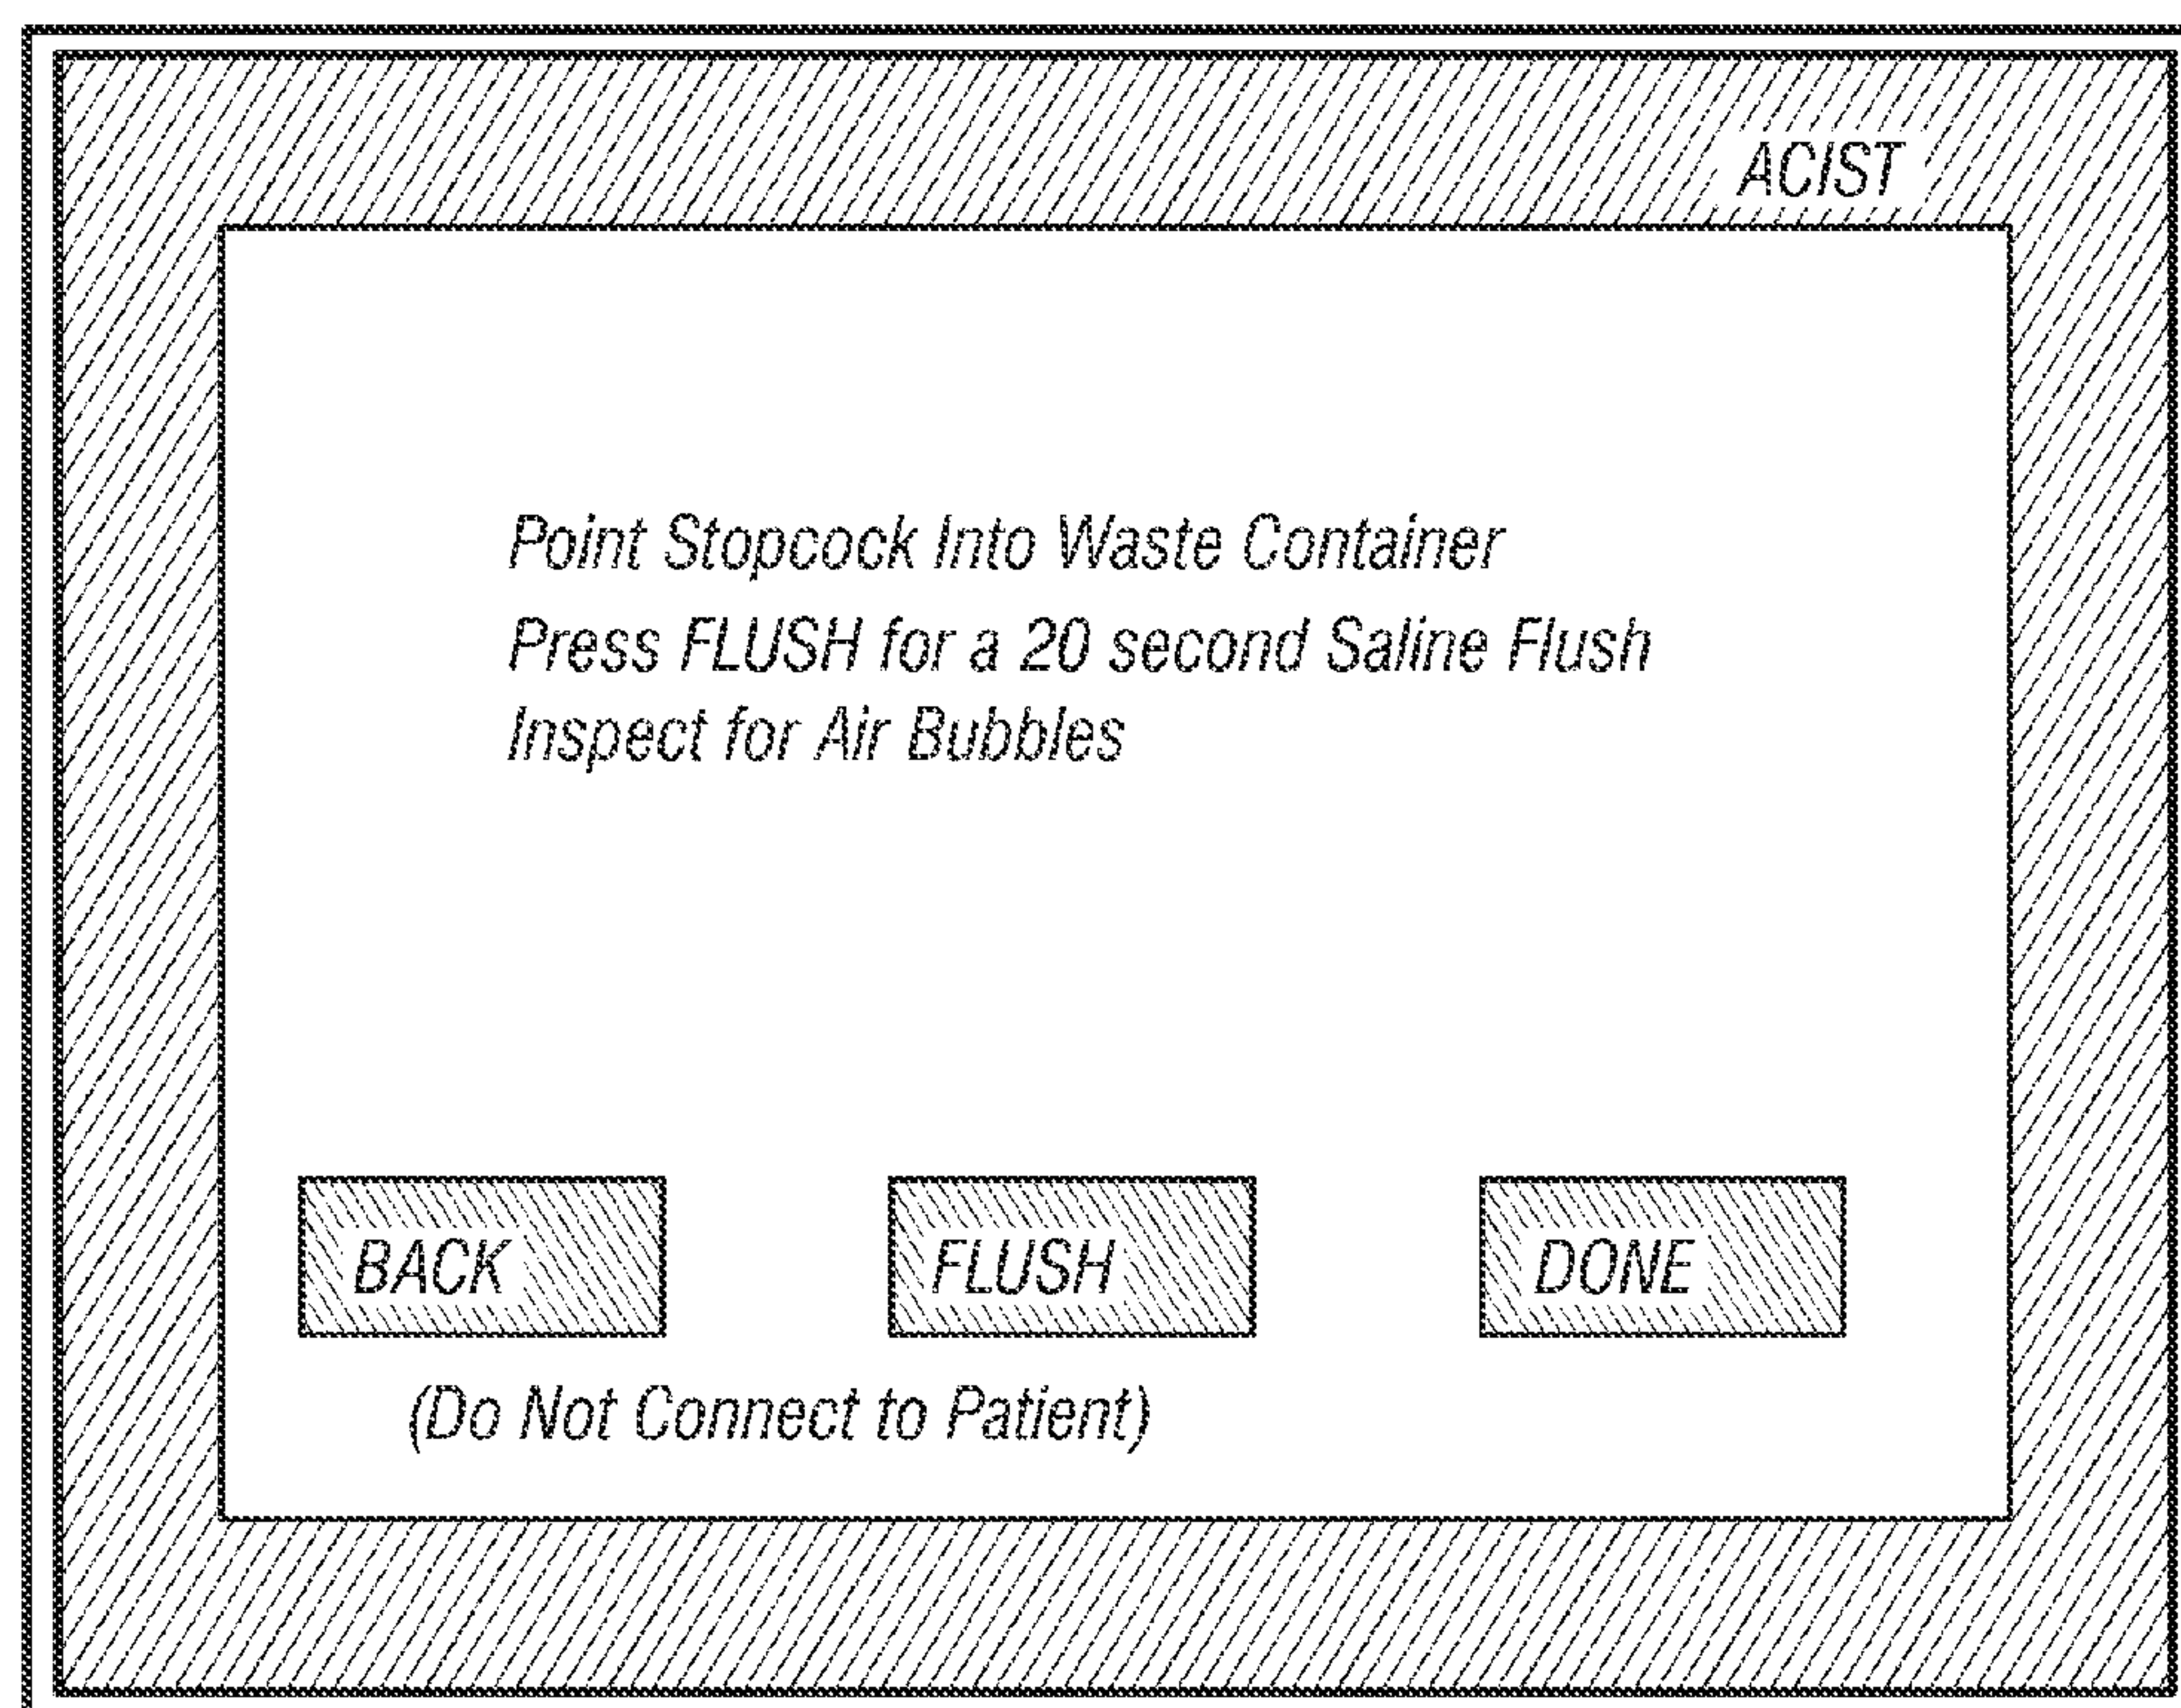 ACIST
Point Stopcock Into Waste Container
Press FLUSH for a 20 second Saline Flush
Inspect for Air Bubbles
BACK FLUSH DONE
(Do Not Connect to Patient)